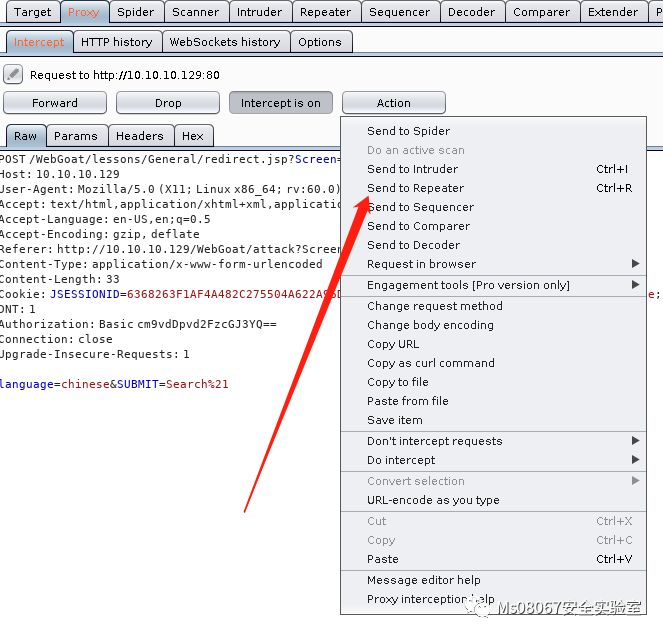 Target Proxy Spider Scanner Intruder Repeater Sequencer Decoder Comparer Extender P
Intercept HTTP history WebSockets history Options
Request to http://10.10.10.129:80
Forward Drop Intercept is on Action
Raw Params Headers Hex
POST /WebGoat/lessons/General/redirect.jsp?Screen=
Host: 10.10.10.129
User-Agent: Mozilla/5.0 (X11; Linux x86_64; rv:60.0)
Accept: text/html,application/xhtml+xml,applicatio
Accept-Language: en-US,en;q=0.5
Accept-Encoding: gzip, deflate
Referer: http://10.10.10.129/WebGoat/attack?Screen
Content-Type: application/x-www-form-urlencoded
Content-Length: 33
Cookie: JSESSIONID=6368263F1AF4A482C275504A622A96D e;
DNT: 1
Authorization: Basic cm9vdDpvd2FzcGJ3YQ==
Connection: close
Upgrade-Insecure-Requests: 1
language=chinese&SUBMIT=Search%21
Send to Spider
Do an active scan
Send to Intruder Ctrl+I
Send to Repeater Ctrl+R
Send to Sequencer
Send to Comparer
Send to Decoder
Request in browser
Engagement tools [Pro version only]
Change request method
Change body encoding
Copy URL
Copy as curl command
Copy to file
Paste from file
Save item
Don't intercept requests
Do intercept
Convert selection
URL-encode as you type
Cut Ctrl+X
Copy Ctrl+C
Paste Ctrl+V
Message editor help
Proxy interception help
Ms08067安全实验室